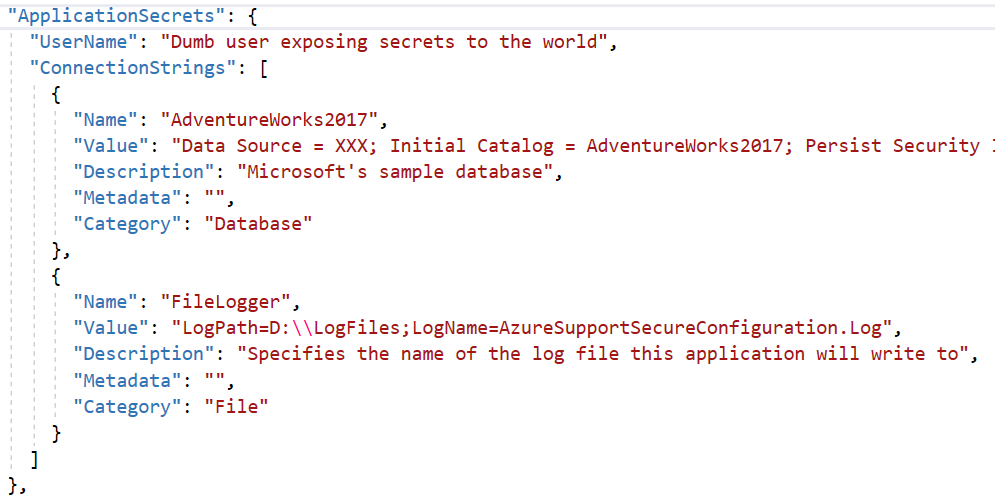 "ApplicationSecrets": {
"UserName": "Dumb user exposing secrets to the world",
"ConnectionStrings": [
{
"Name": "AdventureWorks2017",
"Value": "Data Source = XXX; Initial Catalog = AdventureWorks2017; Persist Security
"Description": "Microsoft's sample database",
"Metadata": "",
"Category": "Database"
},
{
"Name": "FileLogger",
"Value": "LogPath=D:\\LogFiles;LogName=AzureSupportSecureConfiguration.Log",
"Description": "Specifies the name of the log file this application will write to",
"Metadata": "",
"Category": "File"
}
]
},